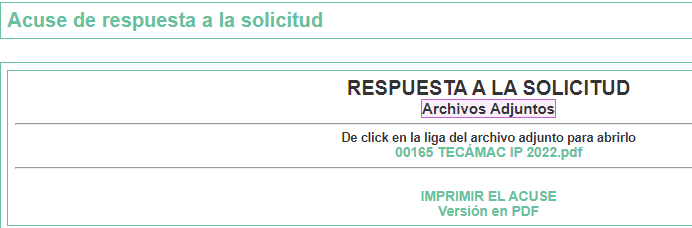 Acuse de respuesta a la solicitud
RESPUESTA A LA SOLICITUD
Archivos Adjuntos
De click en la liga del archivo adjunto para abrirlo
00165 TECÁMAC IP 2022.pdf
IMPRIMIR EL ACUSE
Versión en PDF